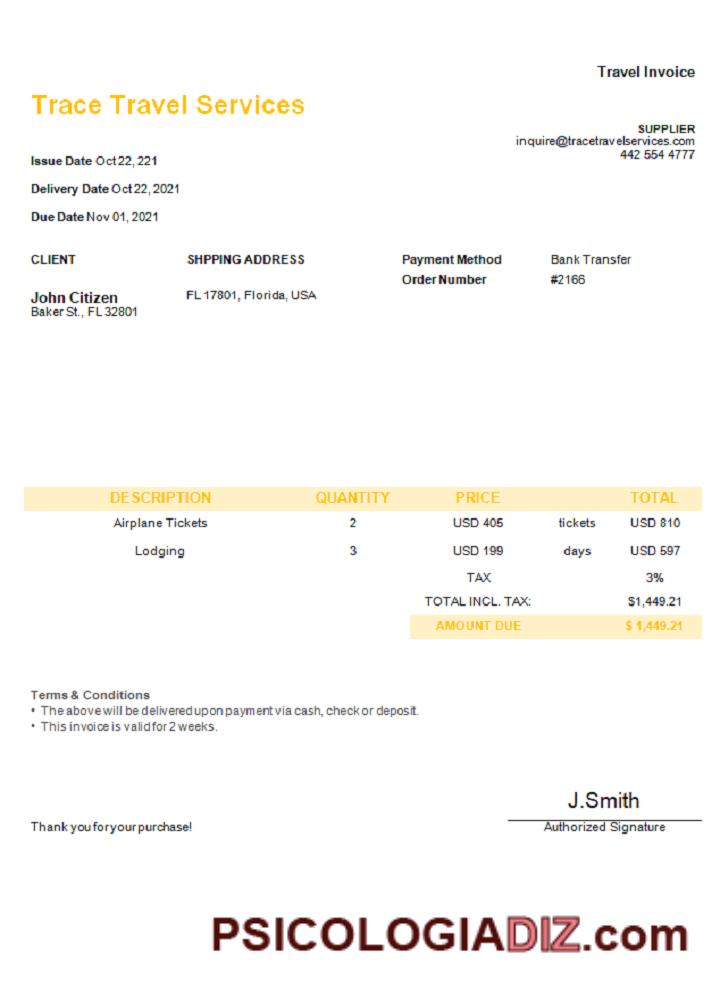 Travel Invoice
Trace Travel Services
SUPPLIER
inquire@tracetravelservices.com
442 554 4777
Issue Date Oct 22, 221
Delivery Date Oct 22, 2021
Due Date Nov 01, 2021
CLIENT SHPPING ADDRESS Payment Method Bank Transfer
Order Number #2166
John Citizen FL 17801, Florida, USA
Baker St., FL 32801
DESCRIPTION QUANTITY PRICE TOTAL
Airplane Tickets 2 USD 405 tickets USD 810
Lodging 3 USD 199 days USD 597
TAX 3%
TOTAL INCL. TAX: $1,449.21
AMOUNT DUE $ 1,449.21
Terms & Conditions
• The above will be delivered upon payment via cash, check or deposit.
• This invoice is valid for 2 weeks.
J.Smith
Thank you for your purchase! Authorized Signature
PSICOLOGIADIZ.com